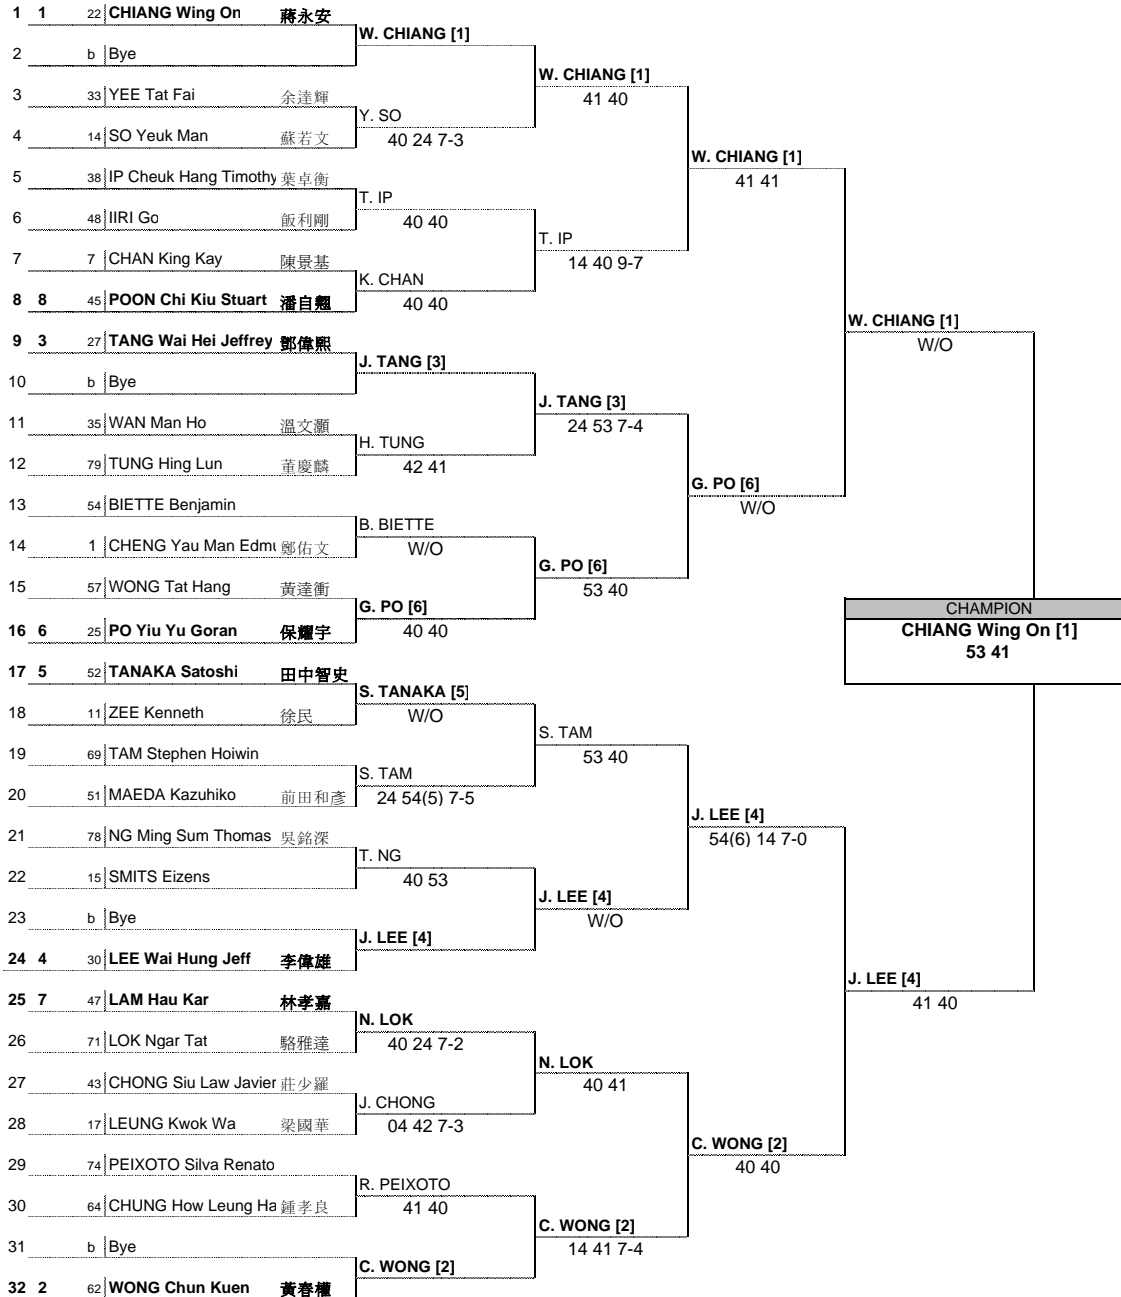 1 1 22 CHIANG Wing On 蔣永安
W. CHIANG [1]
2 b Bye
W. CHIANG [1]
3 33 YEE Tat Fai 余達輝
41 40
Y. SO
4 14 SO Yeuk Man 蘇若文
40 24 7-3
W. CHIANG [1]
5 38 IP Cheuk Hang Timothy 葉卓衡
41 41
T. IP
6 48 IIRI Go 飯利剛
40 40
T. IP
7 7 CHAN King Kay 陳景基
14 40 9-7
K. CHAN
8 8 45 POON Chi Kiu Stuart 潘自翹
40 40
W. CHIANG [1]
9 3 27 TANG Wai Hei Jeffrey 鄧偉熙
W/O
J. TANG [3]
10 b Bye
J. TANG [3]
11 35 WAN Man Ho 溫文灝
24 53 7-4
H. TUNG
12 79 TUNG Hing Lun 董慶麟
42 41
G. PO [6]
13 54 BIETTE Benjamin
W/O
B. BIETTE
14 1 CHENG Yau Man Edmu 鄭佑文
W/O
G. PO [6]
15 57 WONG Tat Hang 黃達衝
53 40
G. PO [6]
CHAMPION
16 6 25 PO Yiu Yu Goran 保耀宇
40 40
CHIANG Wing On [1]
53 41
17 5 52 TANAKA Satoshi 田中智史
S. TANAKA [5]
18 11 ZEE Kenneth 徐民
W/O
S. TAM
19 69 TAM Stephen Hoiwin
53 40
S. TAM
20 51 MAEDA Kazuhiko 前田和彥
24 54(5) 7-5
J. LEE [4]
21 78 NG Ming Sum Thomas 吳銘深
54(6) 14 7-0
T. NG
22 15 SMITS Eizens
40 53
J. LEE [4]
23 b Bye
W/O
J. LEE [4]
24 4 30 LEE Wai Hung Jeff 李偉雄
J. LEE [4]
25 7 47 LAM Hau Kar 林孝嘉
41 40
N. LOK
26 71 LOK Ngar Tat 駱雅達
40 24 7-2
N. LOK
27 43 CHONG Siu Law Javier 莊少羅
40 41
J. CHONG
28 17 LEUNG Kwok Wa 梁國華
04 42 7-3
C. WONG [2]
29 74 PEIXOTO Silva Renato
40 40
R. PEIXOTO
30 64 CHUNG How Leung Ha 鍾孝良
41 40
C. WONG [2]
31 b Bye
14 41 7-4
C. WONG [2]
32 2 62 WONG Chun Kuen 黃春權